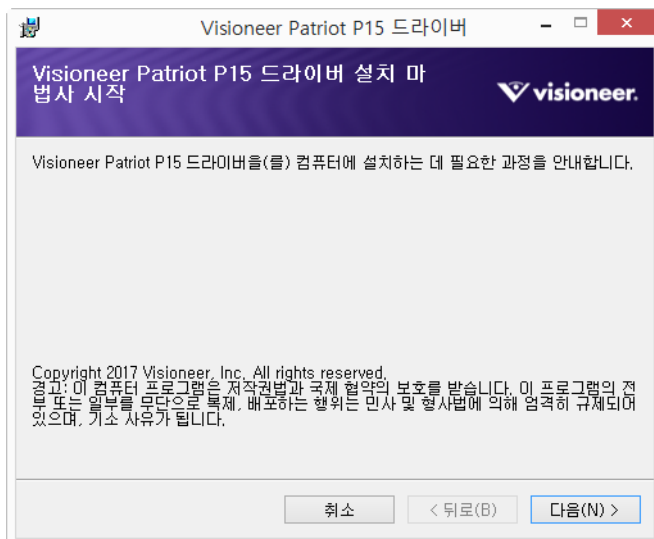 Visioneer Patriot P15 드라이버
Visioneer Patriot P15 드라이버 설치 마
법사 시작
visioneer.
Visioneer Patriot P15 드라이버을(를) 컴퓨터에 설치하는 데 필요한 과정을 안내합니다.
Copyright 2017 Visioneer, Inc. All rights reserved.
경고: 이 컴퓨터 프로그램은 저작권법과 국제 협약의 보호를 받습니다. 이 프로그램의 전
부 또는 일부를 무단으로 복제, 배포하는 행위는 민사 및 형사법에 의해 엄격히 규제되어
있으며, 기소 사유가 됩니다.
취소
< 뒤로(B)
다음(N) >